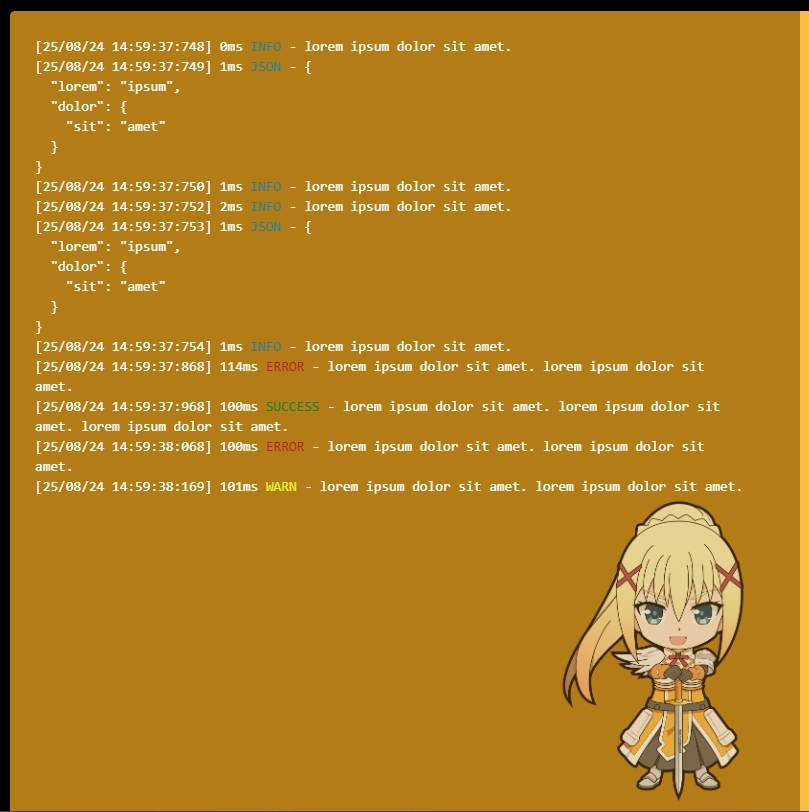 [25/08/24 14:59:37:748] 0ms INFO - lorem ipsum dolor sit amet.
[25/08/24 14:59:37:749] 1ms JSON - {
  "lorem": "ipsum",
  "dolor": {
    "sit": "amet"
  }
}
[25/08/24 14:59:37:750] 1ms INFO - lorem ipsum dolor sit amet.
[25/08/24 14:59:37:752] 2ms INFO - lorem ipsum dolor sit amet.
[25/08/24 14:59:37:753] 1ms JSON - {
  "lorem": "ipsum",
  "dolor": {
    "sit": "amet"
  }
}
[25/08/24 14:59:37:754] 1ms INFO - lorem ipsum dolor sit amet.
[25/08/24 14:59:37:868] 114ms ERROR - lorem ipsum dolor sit amet. lorem ipsum dolor sit
amet.
[25/08/24 14:59:37:968] 100ms SUCCESS - lorem ipsum dolor sit amet. lorem ipsum dolor sit
amet. lorem ipsum dolor sit amet.
[25/08/24 14:59:38:068] 100ms ERROR - lorem ipsum dolor sit amet. lorem ipsum dolor sit
amet.
[25/08/24 14:59:38:169] 101ms WARN - lorem ipsum dolor sit amet. lorem ipsum dolor sit amet.